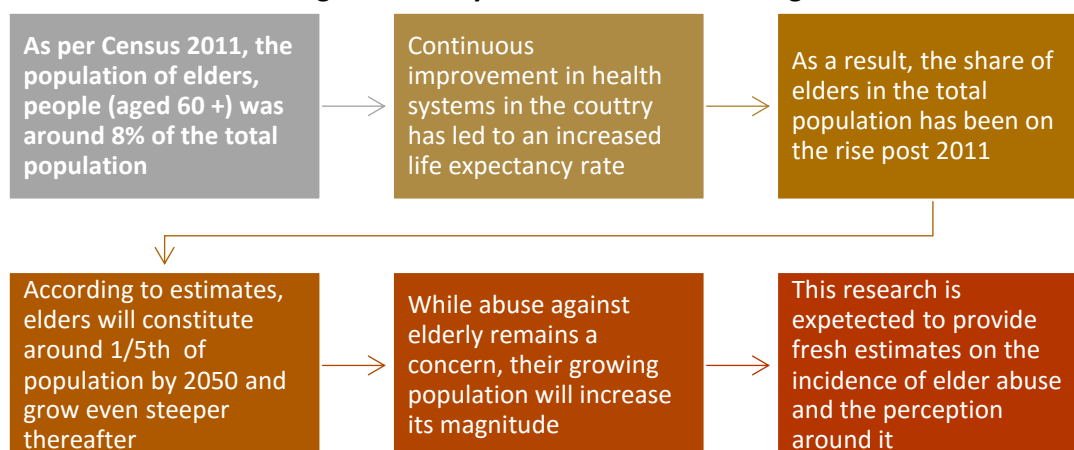 As per Census 2011, the
population of elders,
people (aged 60 +) was
around 8% of the total
population
Continuous
improvement in health
systems in the couttry
has led to an increased
life expectancy rate
As a result, the share of
elders in the total
population has been on
the rise post 2011
According to estimates,
elders will constitute
around 1/5th of
population by 2050 and
grow even steeper
thereafter
While abuse against
elderly remains a
concern, their growing
population will increase
its magnitude
This research is
expetected to provide
fresh estimates on the
incidence of elder abuse
and the perception
around it